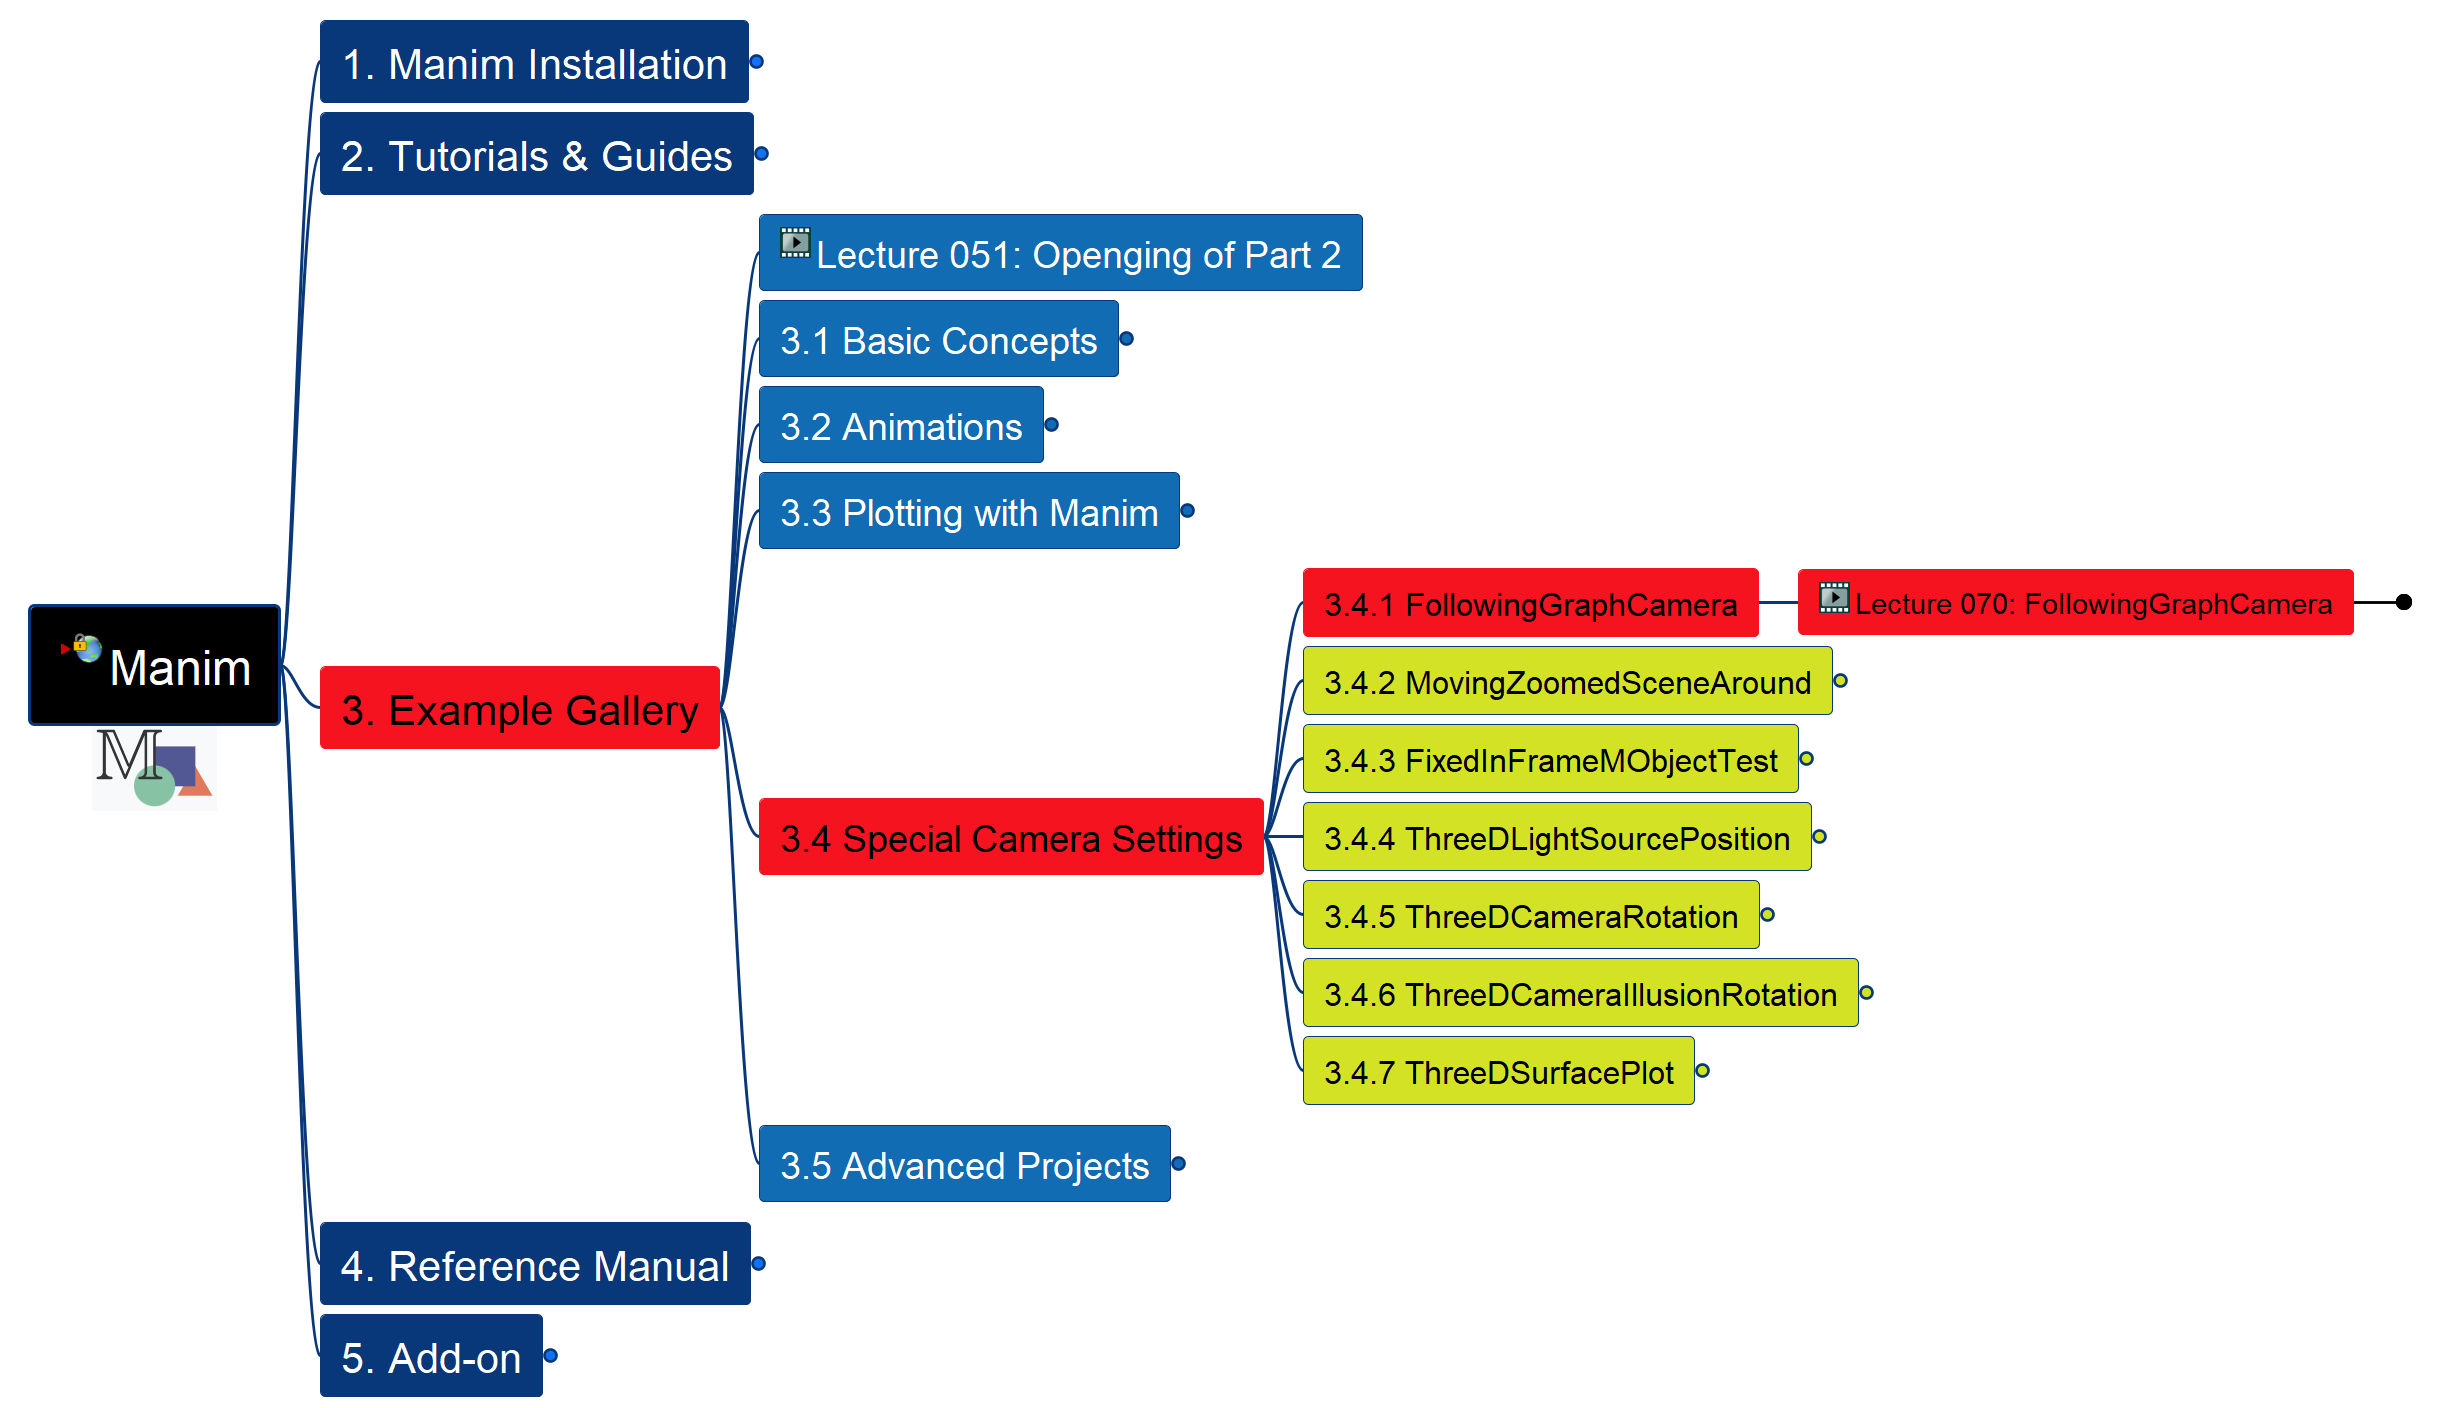 1. Manim Installation
2. Tutorials & Guides
Lecture 051: Openging of Part 2
3.1 Basic Concepts
3.2 Animations
3.3 Plotting with Manim
3.4.1 FollowingGraphCamera
Lecture 070: FollowingGraphCamera
3.4.2 MovingZoomedSceneAround
Manim
M
3. Example Gallery
3.4.3 FixedInFrameMObjectTest
3.4 Special Camera Settings
3.4.4 ThreeDLightSourcePosition
3.4.5 ThreeDCameraRotation
3.4.6 ThreeDCameraIllusionRotation
3.4.7 ThreeDSurfacePlot
3.5 Advanced Projects
4. Reference Manual
5. Add-on